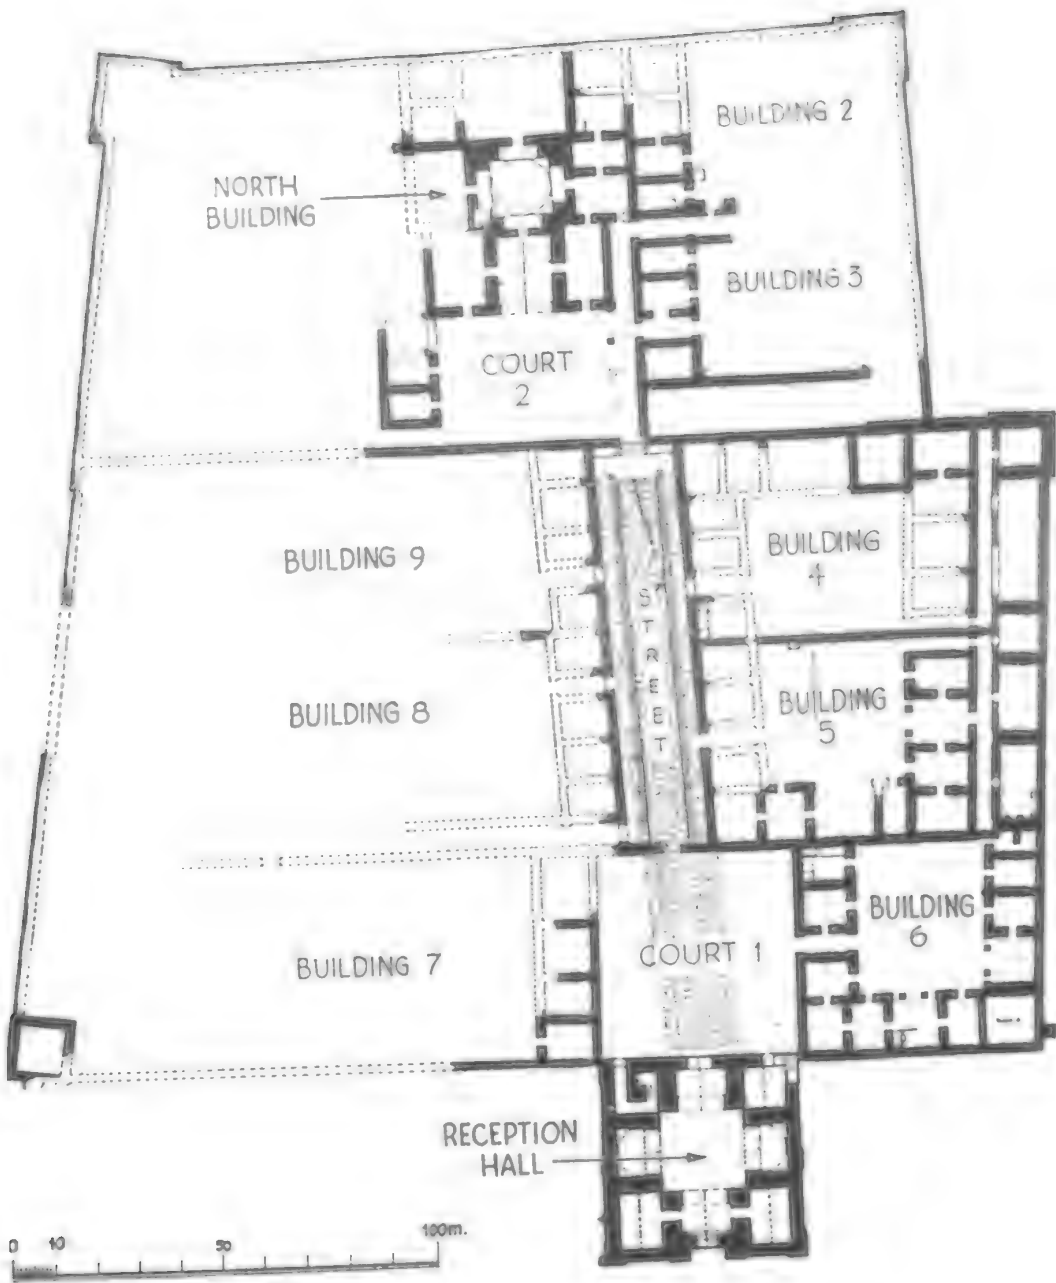 BUILDING 2
NORTH
BUILDING
BUILDING 3
COURT
2
BUILDING 9
BUILDING
4
STREET
BUILDING 8
BUILDING
5
BUILDING
6
BUILDING 7
COURT 1
RECEPTION
HALL
0 10 50 100m.